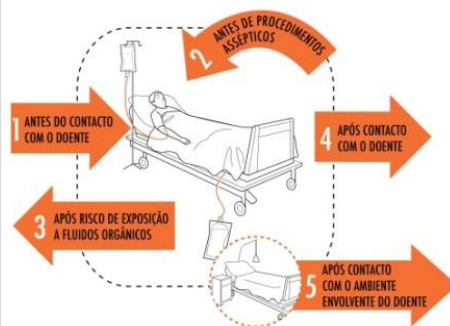 1 ANTES DO CONTACTO
COM O DOENTE
2 ANTES DE PROCEDIMENTOS
ASSÉPTICOS
3 APÓS RISCO DE EXPOSIÇÃO
A FLUIDOS ORGÂNICOS
4 APÓS CONTACTO
COM O DOENTE
5 APÓS CONTACTO
COM O AMBIENTE
ENVOLVENTE DO DOENTE